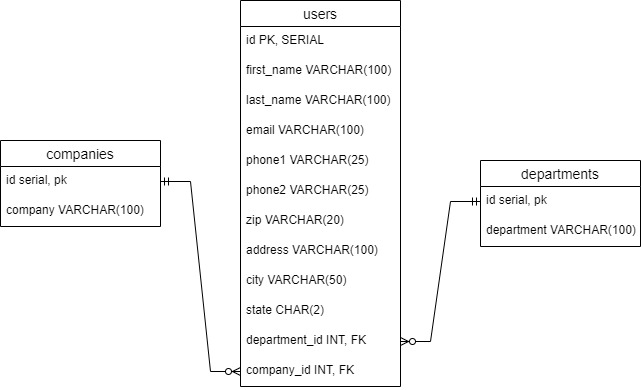 users
id PK, SERIAL
first_name VARCHAR(100)
last_name VARCHAR(100)
email VARCHAR(100)
phone1 VARCHAR(25)
phone2 VARCHAR(25)
zip VARCHAR(20)
address VARCHAR(100)
city VARCHAR(50)
state CHAR(2)
department_id INT, FK
company_id INT, FK
companies
id serial, pk
company VARCHAR(100)
departments
id serial, pk
department VARCHAR(100)